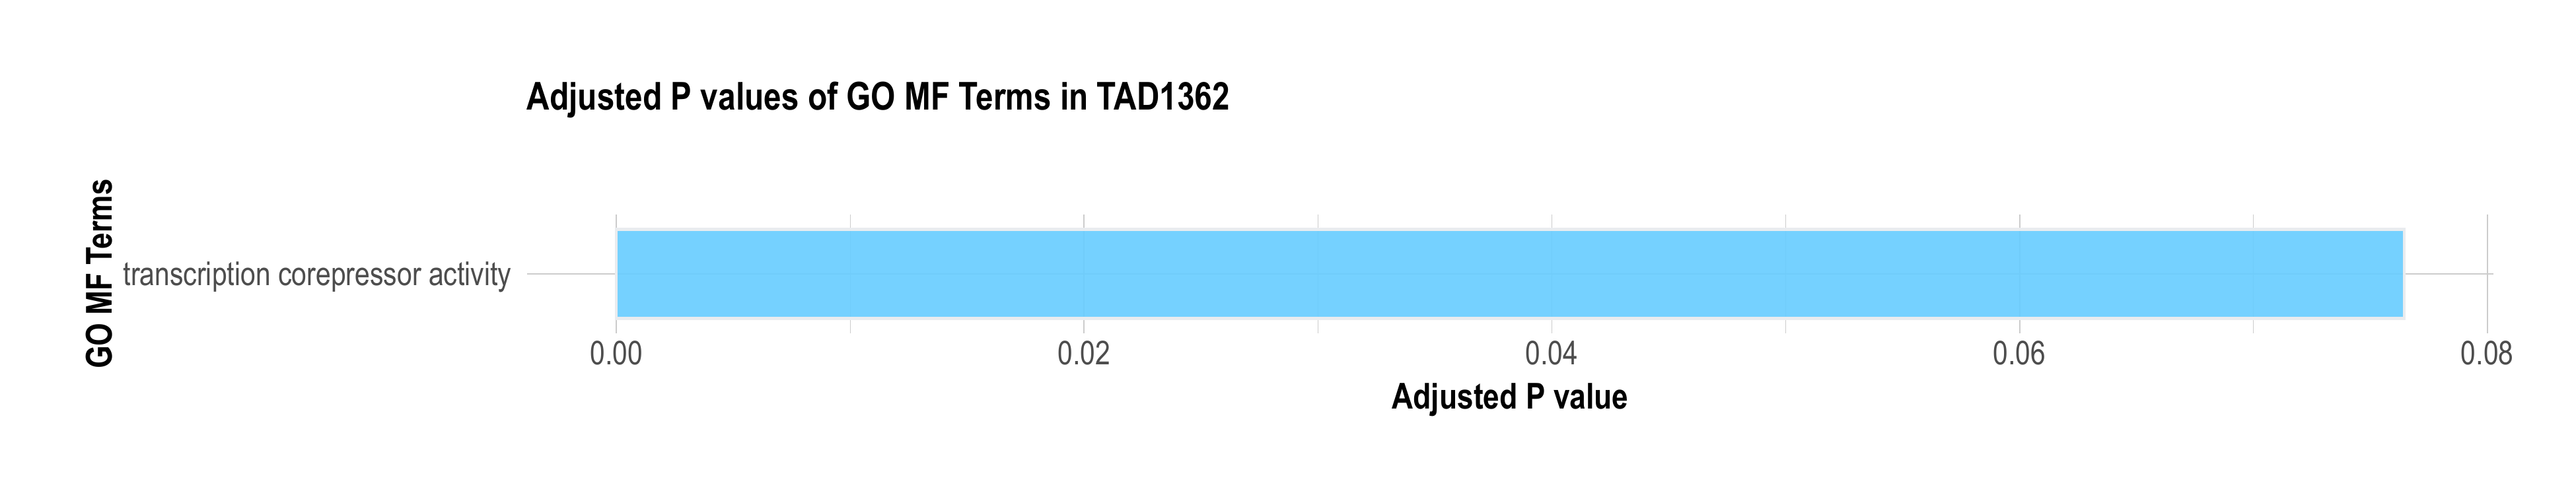 Adjusted P values of GO MF Terms in TAD1362
GO MF Terms
transcription corepressor activity
0.00 0.02 0.04 0.06 0.08
Adjusted P value